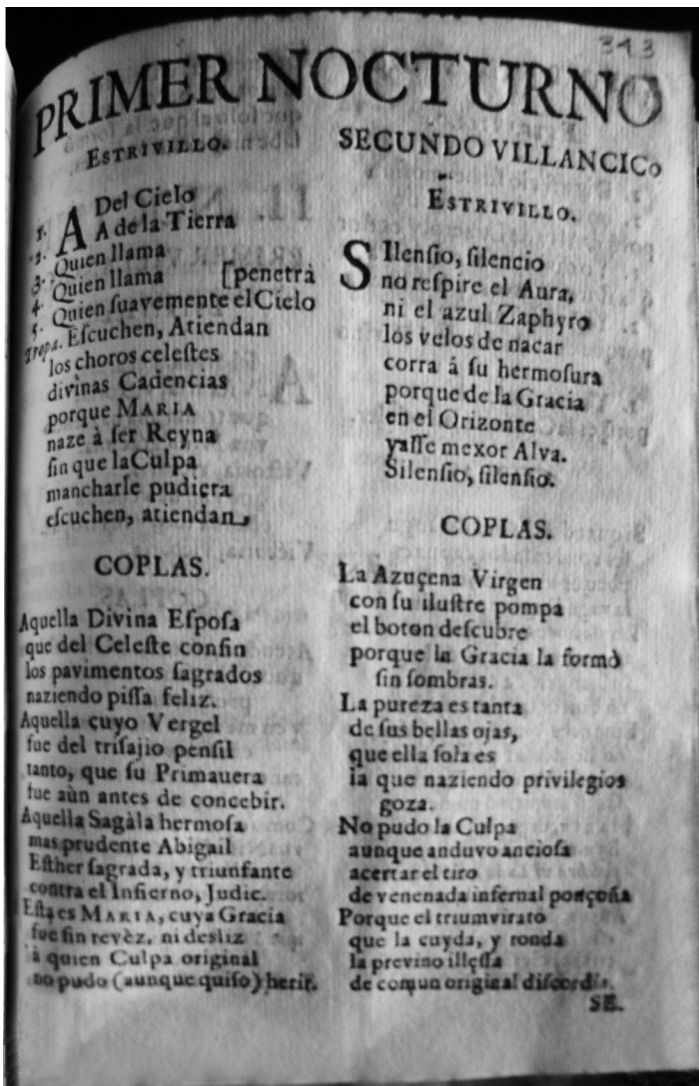 313
PRIMER NOCTURNO
ESTRIVILLO.
1. A Del Cielo
2. A de la Tierra
3. Quien llama
4. Quien llama [penetrà
5. Quien ſuavemente el Cielo
tropa. Eſcuchen, Atiendan
los choros celeſtes
divinas Cadencias
porque MARIA
naze à ſer Reyna
ſin que la Culpa
mancharle pudiera
eſcuchen, atiendan,
COPLAS.
Aquella Divina Eſpoſa
que del Celeſte confin
los pavimentos ſagrados
naziendo piſſa feliz.
Aquella cuyo Vergel
fue del triſajio penſil
tanto, que ſu Primauera
fue aùn antes de concebir.
Aquella Sagàla hermoſa
mas prudente Abigail
Eſther ſagrada, y triunfante
contra el Infierno, Judic.
Eſta es MARIA, cuya Gracia
fue ſin revèz, ni desliz
à quien Culpa original
no pudo (aunque quiſo) herir.
SECUNDO VILLANCICo
ESTRIVILLO.
SIlenſio, ſilencio
no reſpire el Aura,
ni el azul Zaphyro
los velos de nacar
corra á ſu hermoſura
porque de la Gracia
en el Orizonte
yaſſe mexor Alva.
Silenſio, ſilenſio.
COPLAS.
La Azuçena Virgen
con ſu iluſtre pompa
el boton deſcubre
porque la Gracia la formò
ſin ſombras.
La pureza es tanta
de ſus bellas ojas,
que ella ſola es
la que naziendo privilegios
goza.
No pudo la Culpa
aunque anduvo ancioſa
acertar el tiro
de venenada infernal ponçoña
Porque el triumvirato
que la cuyda, y ronda
la previno illeſſa
de comun original diſcordia.
SE.